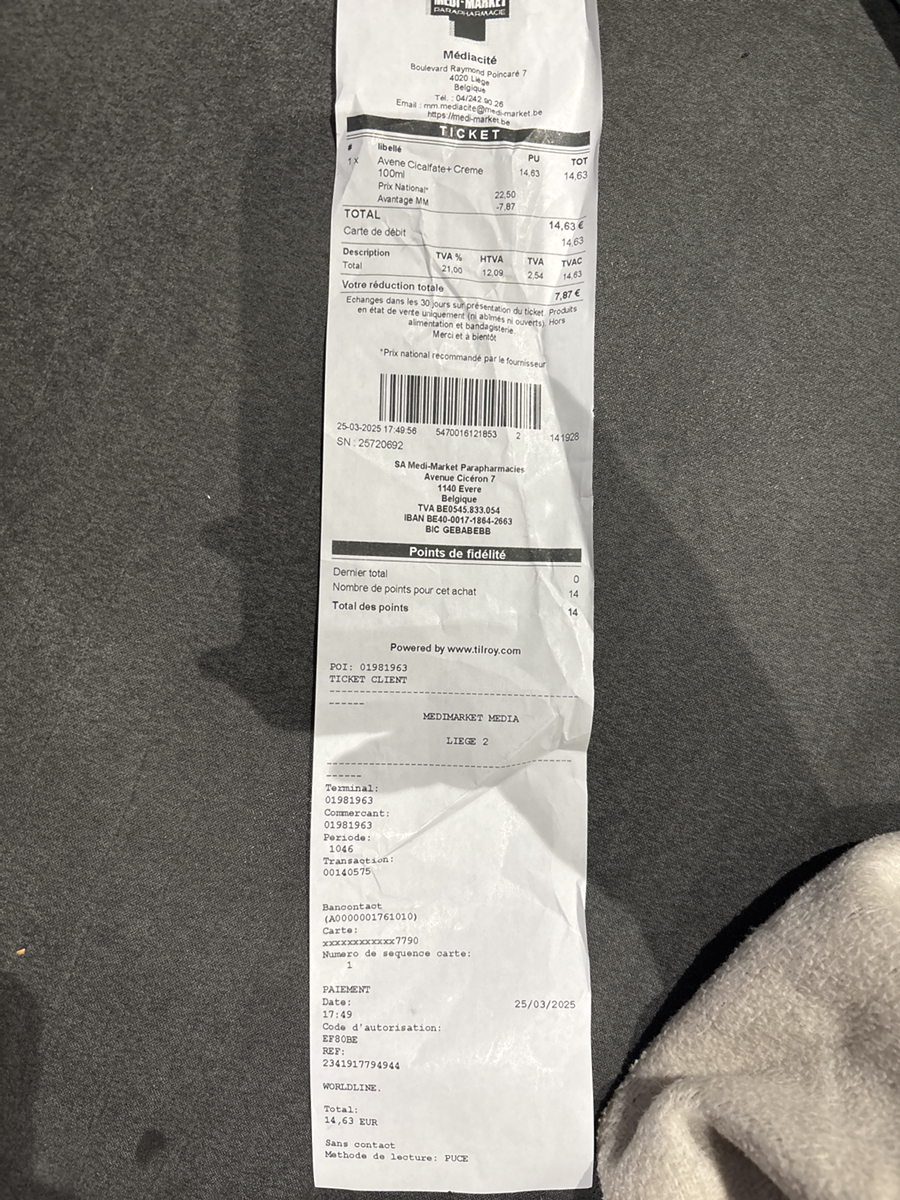 MEDI-MARKET
PARAPHARMACIE
Médiacité
Boulevard Raymond Poincaré 7
4020 Liège
Belgique
Tél. : 04/242.90.26
Email : mm.mediacite@medi-market.be
https://medi-market.be
TICKET
# libellé PU TOT
1 X Avene Cicalfate+ Creme 14,63 14,63
100ml
Prix National* 22,50
Avantage MM -7,87
TOTAL 14,63 €
Carte de débit 14,63
Description TVA % HTVA TVA TVAC
Total 21,00 12,09 2,54 14,63
Votre réduction totale 7,87 €
Echanges dans les 30 jours sur présentation du ticket. Produits
en état de vente uniquement (ni abîmés ni ouverts). Hors
alimentation et bandagisterie.
Merci et à bientôt
*Prix national recommandé par le fournisseur
25-03-2025 17:49:56 5470016121853 2 141928
SN : 25720692
SA Medi-Market Parapharmacies
Avenue Cicéron 7
1140 Evere
Belgique
TVA BE0545.833.054
IBAN BE40-0017-1864-2663
BIC GEBABEBB
Points de fidélité
Dernier total 0
Nombre de points pour cet achat 14
Total des points 14
Powered by www.tilroy.com
POI: 01981963
TICKET CLIENT
------------------------------------------
------
MEDIMARKET MEDIA
LIEGE 2
------------------------------------------
------
Terminal:
01981963
Commercant:
01981963
Periode:
1046
Transaction:
00140575
Bancontact
(A0000001761010)
Carte:
xxxxxxxxxxxx7790
Numero de sequence carte:
1
PAIEMENT
Date: 25/03/2025
17:49
Code d'autorisation:
EF80BE
REF:
2341917794944
WORLDLINE.
Total:
14,63 EUR
Sans contact
Methode de lecture: PUCE